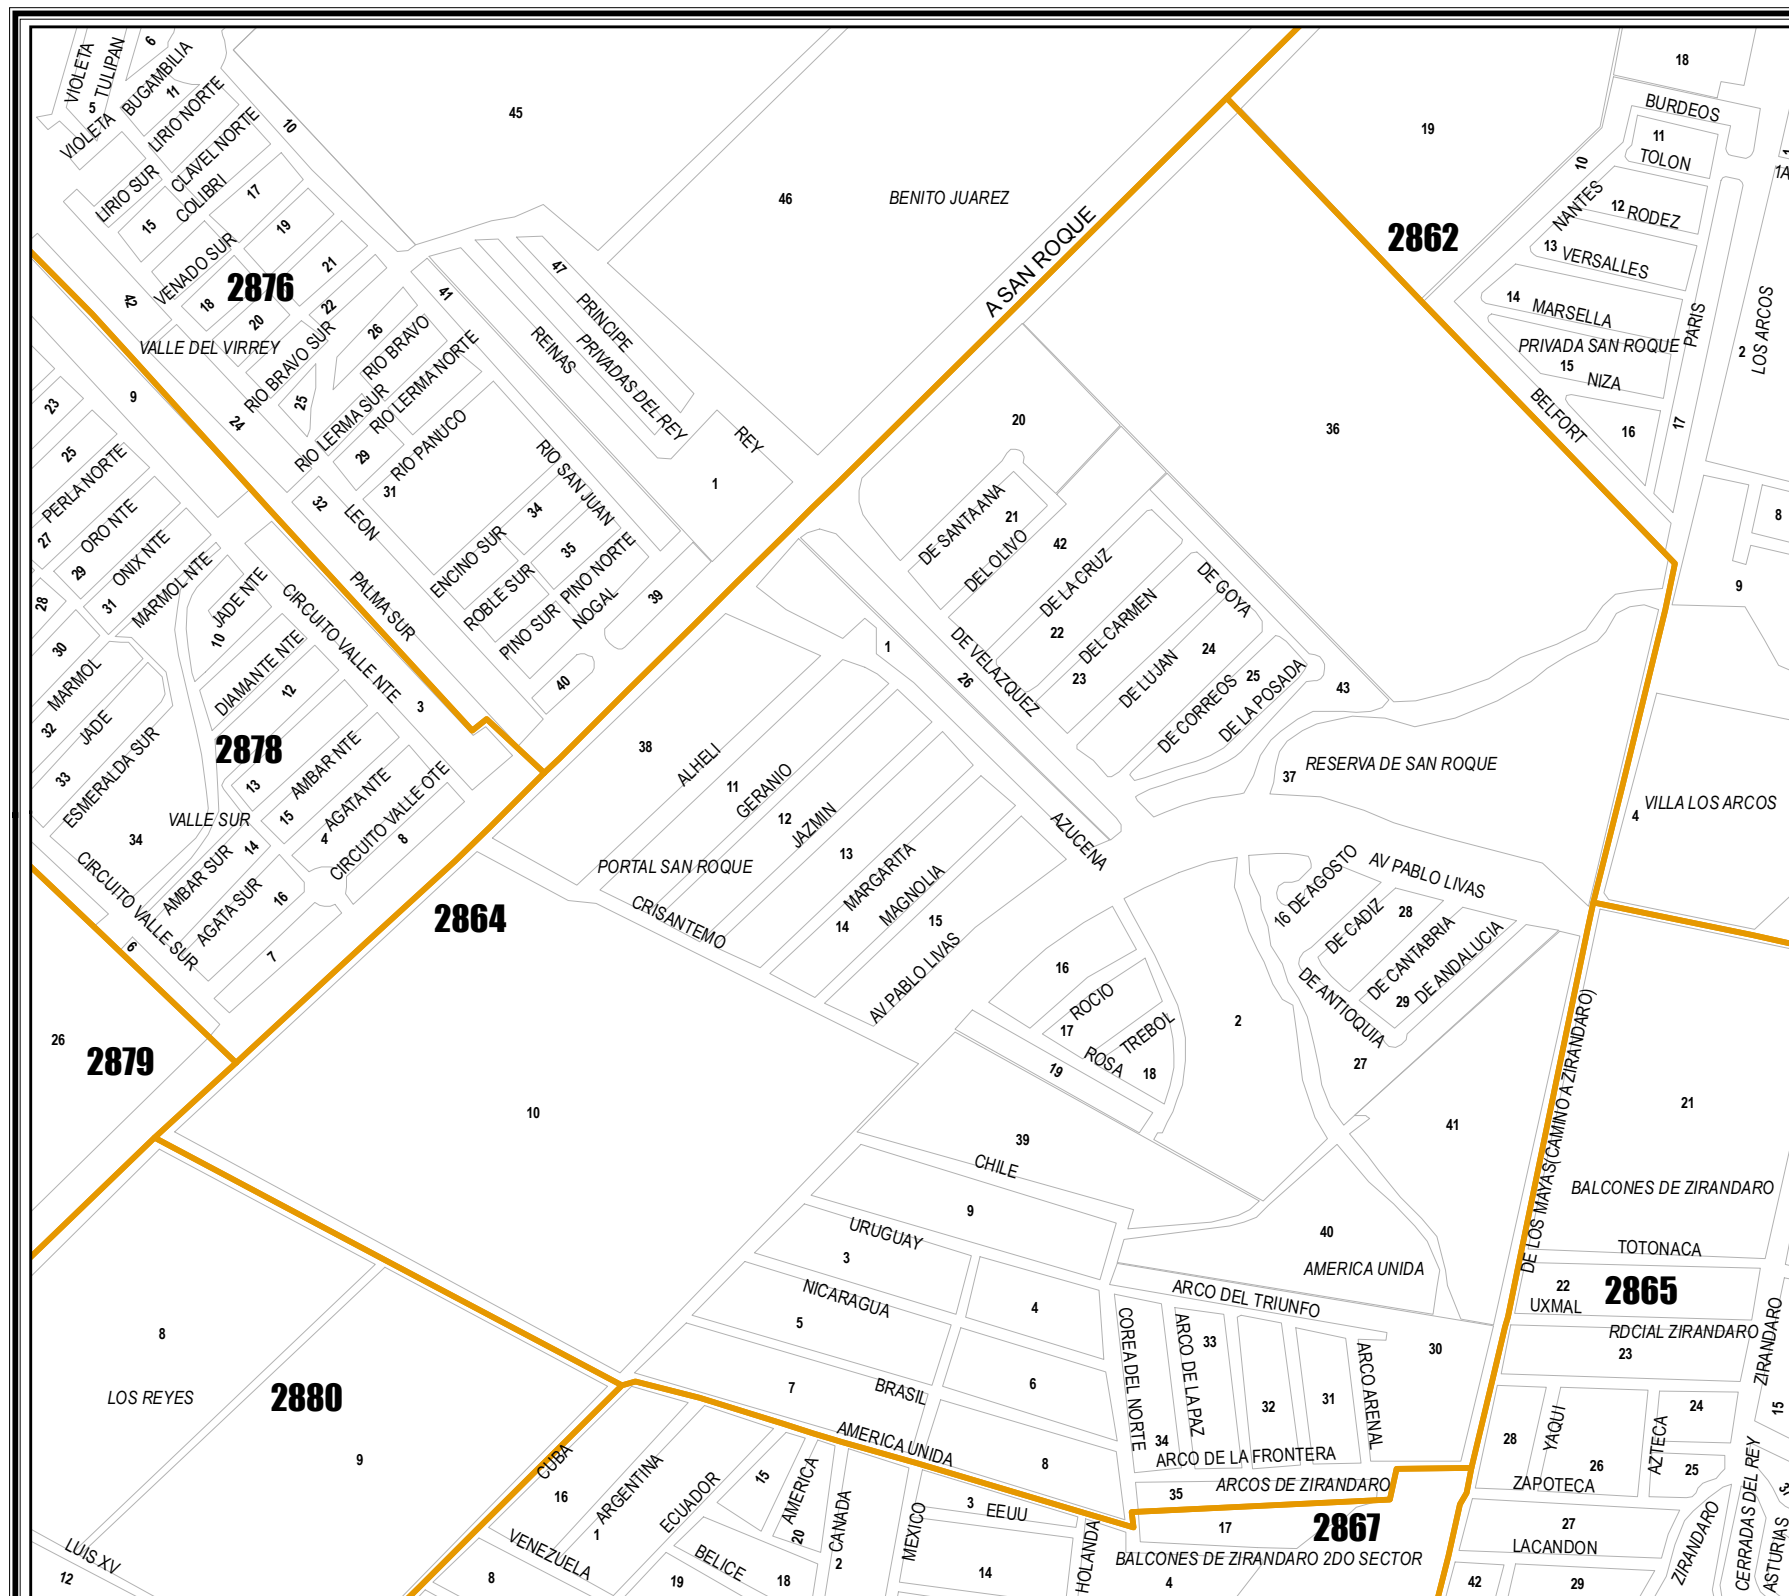 VIOLETA
TULIPAN
6
BUGAMBILIA
5
11
VIOLETA
LIRIO NORTE
CLAVEL NORTE
10
LIRIO SUR
COLIBRI
17
15
19
VENADO SUR
21
2876
18
22
20
42
VALLE DEL VIRREY
RIO BRAVO SUR
26
RIO BRAVO
41
25
24
RIO LERMA SUR
RIO LERMA NORTE
29
RIO PANUCO
31
32
LEON
45
46
BENITO JUAREZ
47
PRINCIPE
REINAS
PRIVADAS DEL REY
REY
1
RIO SAN JUAN
34
ENCINO SUR
35
ROBLE SUR
PINO NORTE
PINO SUR
NOGAL
39
40
PALMA SUR
A SAN ROQUE
9
23
25
PERLA NORTE
27
ORO NTE
29
ONIX NTE
31
MARMOL NTE
28
30
MARMOL
32
JADE
33
ESMERALDA SUR
34
JADE NTE
10
DIAMANTE NTE
12
CIRCUITO VALLE NTE
3
2878
13
AMBAR NTE
15
AGATA NTE
4
CIRCUITO VALLE OTE
8
VALLE SUR
14
AMBAR SUR
AGATA SUR
16
CIRCUITO VALLE SUR
7
6
26
2879
2864
10
18
19
BURDEOS
11
TOLON
10
NANTES
12
RODEZ
13
VERSALLES
14
MARSELLA
PRIVADA SAN ROQUE
15
NIZA
PARIS
BELFORT
16
17
2862
LOS ARCOS
2
1
1A
8
9
36
20
DE SANTA ANA
21
DEL OLIVO
42
DE LA CRUZ
22
DEL CARMEN
23
DE GOYA
24
DE LUJAN
25
DE CORREOS
DE LA POSADA
43
DE VELAZQUEZ
26
1
37
RESERVA DE SAN ROQUE
38
ALHELI
11
GERANIO
12
JAZMIN
13
MARGARITA
14
MAGNOLIA
15
AV PABLO LIVAS
AZUCENA
PORTAL SAN ROQUE
CRISANTEMO
16
ROCIO
17
TREBOL
ROSA
18
19
2
16 DE AGOSTO
AV PABLO LIVAS
DE CADIZ
28
DE CANTABRIA
29
DE ANDALUCIA
DE ANTIOQUIA
27
41
4
VILLA LOS ARCOS
DE LOS MAYAS(CAMINO A ZIRANDARO)
21
BALCONES DE ZIRANDARO
TOTONACA
22
2865
UXMAL
RDCIAL ZIRANDARO
23
ZIRANDARO
39
CHILE
9
URUGUAY
3
NICARAGUA
4
5
6
7
BRASIL
8
AMERICA UNIDA
40
AMERICA UNIDA
ARCO DEL TRIUNFO
COREA DEL NORTE
ARCO DE LA PAZ
33
32
31
ARCO ARENAL
30
34
ARCO DE LA FRONTERA
ARCOS DE ZIRANDARO
35
8
LOS REYES
2880
9
LUIS XV
12
CUBA
16
ARGENTINA
1
VENEZUELA
8
ECUADOR
15
AMERICA
20
CANADA
2
BELICE
19
18
MEXICO
3
EEUU
14
HOLANDA
17
2867
BALCONES DE ZIRANDARO 2DO SECTOR
4
28
YAQUI
24
AZTECA
26
25
ZAPOTECA
27
LACANDON
42
29
15
ZIRANDARO
CERRADAS DEL REY
ASTURIAS